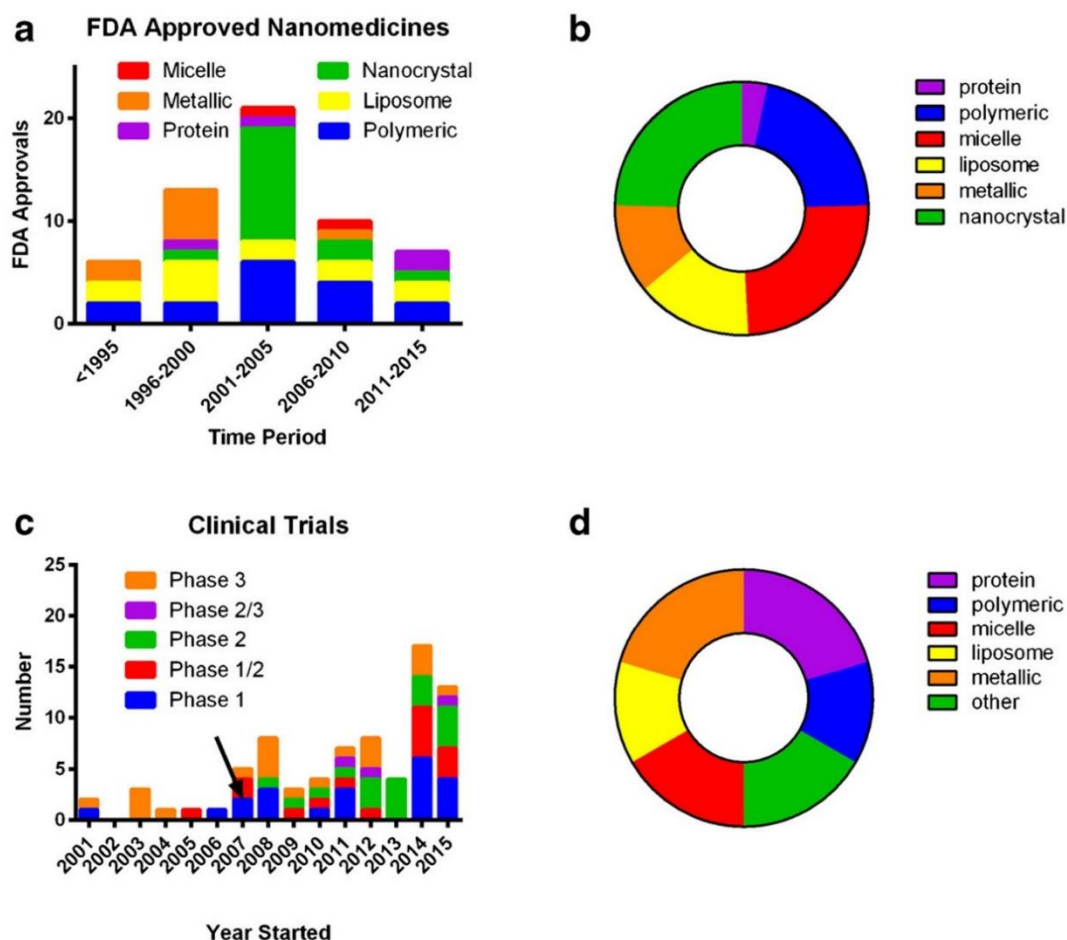 a
FDA Approved Nanomedicines
Micelle
Metallic
Protein
Nanocrystal
Liposome
Polymeric
FDA Approvals
20
10
0
<1995
1996-2000
2001-2005
2006-2010
2011-2015
Time Period
b
protein
polymeric
micelle
liposome
metallic
nanocrystal
c
Clinical Trials
Phase 3
Phase 2/3
Phase 2
Phase 1/2
Phase 1
Number
25
20
15
10
5
0
2001
2002
2003
2004
2005
2006
2007
2008
2009
2010
2011
2012
2013
2014
2015
Year Started
d
protein
polymeric
micelle
liposome
metallic
other